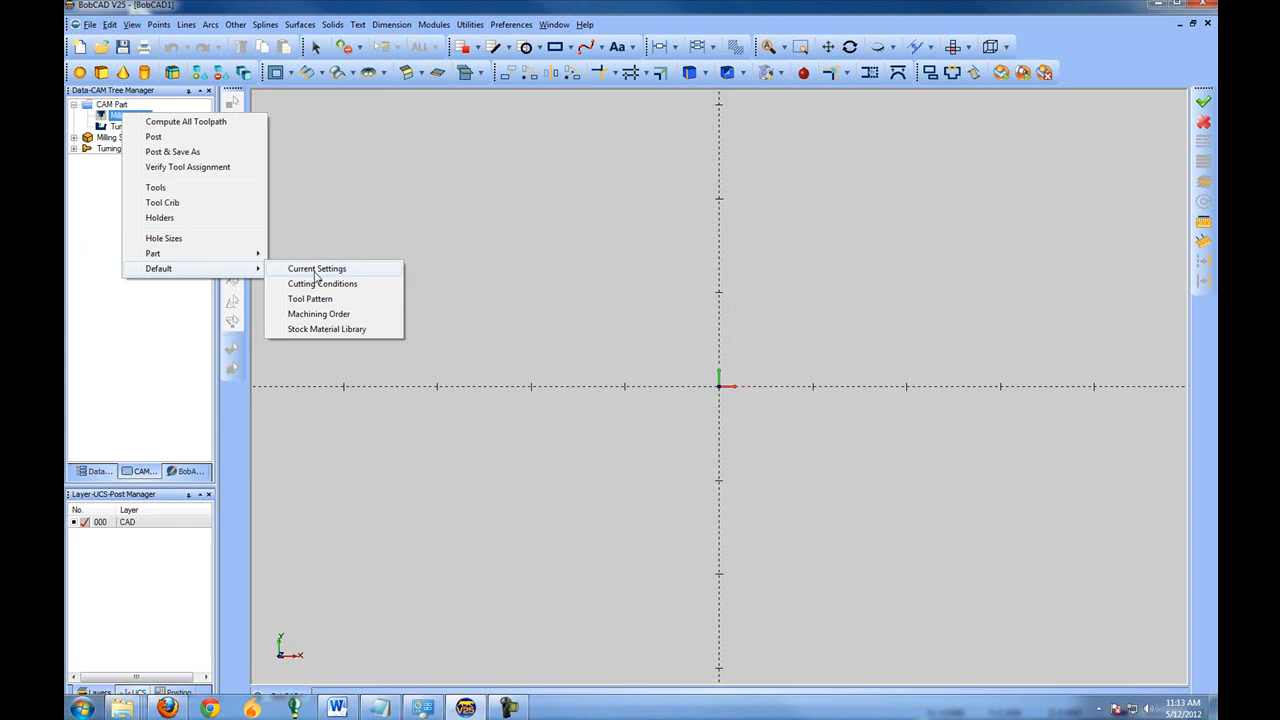 BobCAD V25 - [BobCAD1]
File Edit View Points Lines Arcs Other Splines Surfaces Solids Text Dimension Modules Utilities Preferences Window Help
ALL
Aa
Data-CAM Tree Manager
CAM Part
Milling S
Turning
Compute All Toolpath
Post
Post & Save As
Verify Tool Assignment
Tools
Tool Crib
Holders
Hole Sizes
Part
Default
Current Settings
Cutting Conditions
Tool Pattern
Machining Order
Stock Material Library
Data... CAM... BobA...
Layer-UCS-Post Manager
No. Layer
000 CAD
Y
X
Z
Layers UCS Posting
V25
11:13 AM
5/12/2012